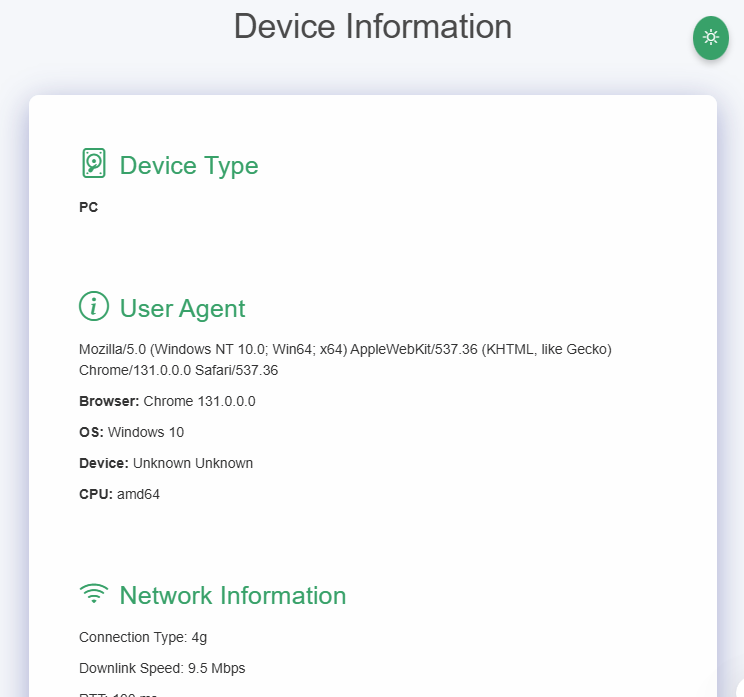 Device Information
Device Type
PC
User Agent
Mozilla/5.0 (Windows NT 10.0; Win64; x64) AppleWebKit/537.36 (KHTML, like Gecko)
Chrome/131.0.0.0 Safari/537.36
Browser: Chrome 131.0.0.0
OS: Windows 10
Device: Unknown Unknown
CPU: amd64
Network Information
Connection Type: 4g
Downlink Speed: 9.5 Mbps